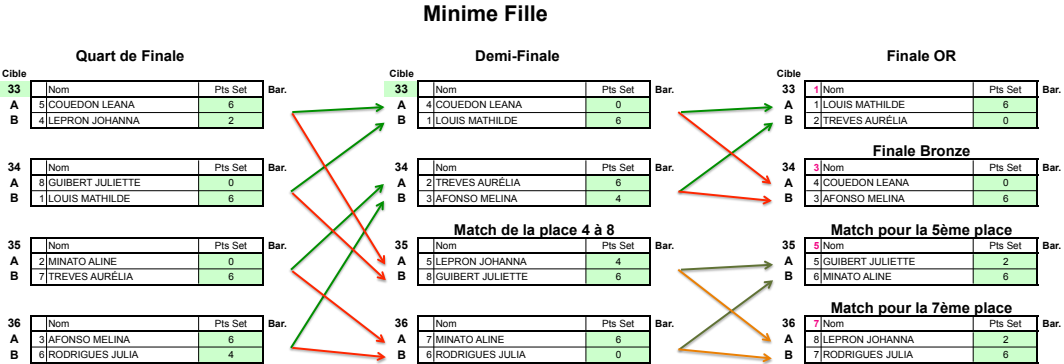 Minime Fille
Quart de Finale Demi-Finale Finale OR
Cible Cible Cible
33 Nom Pts Set Bar. 33 Nom Pts Set Bar. 33 1 Nom Pts Set Bar.
A 5 COUEDON LEANA 6 A 4 COUEDON LEANA 0 A 1 LOUIS MATHILDE 6
B 4 LEPRON JOHANNA 2 B 1 LOUIS MATHILDE 6 B 2 TREVES AURÉLIA 0
Finale Bronze
34 Nom Pts Set Bar. 34 Nom Pts Set Bar. 34 3 Nom Pts Set Bar.
A 8 GUIBERT JULIETTE 0 A 2 TREVES AURÉLIA 6 A 4 COUEDON LEANA 0
B 1 LOUIS MATHILDE 6 B 3 AFONSO MELINA 4 B 3 AFONSO MELINA 6
Match de la place 4 à 8 Match pour la 5ème place
35 Nom Pts Set Bar. 35 Nom Pts Set Bar. 35 5 Nom Pts Set Bar.
A 2 MINATO ALINE 0 A 5 LEPRON JOHANNA 4 A 5 GUIBERT JULIETTE 2
B 7 TREVES AURÉLIA 6 B 8 GUIBERT JULIETTE 6 B 6 MINATO ALINE 6
Match pour la 7ème place
36 Nom Pts Set Bar. 36 Nom Pts Set Bar. 36 7 Nom Pts Set Bar.
A 3 AFONSO MELINA 6 A 7 MINATO ALINE 6 A 8 LEPRON JOHANNA 2
B 6 RODRIGUES JULIA 4 B 6 RODRIGUES JULIA 0 B 7 RODRIGUES JULIA 6